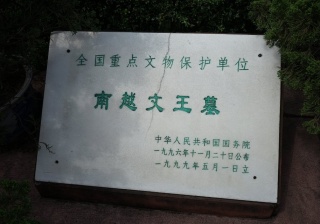 全国重点文物保护单位
南越文王墓
中华人民共和国国务院
一九九六年十一月二十日公布
一九九九年五月一日立